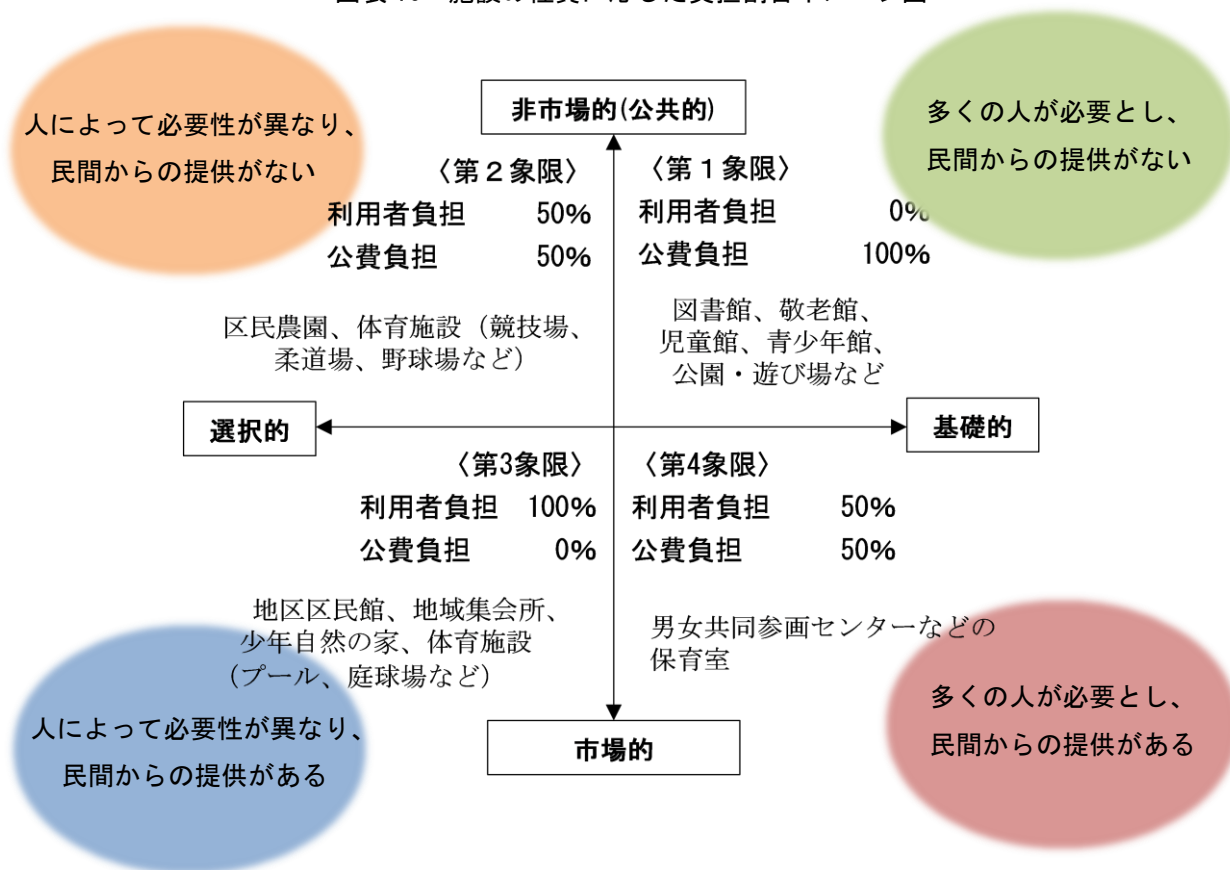 人によって必要性が異なり、
民間からの提供がない
非市場的(公共的)
多くの人が必要とし、
民間からの提供がない
〈第２象限〉
利用者負担 50%
公費負担 50%
〈第１象限〉
利用者負担 0%
公費負担 100%
区民農園、体育施設（競技場、
柔道場、野球場など）
図書館、敬老館、
児童館、青少年館、
公園・遊び場など
選択的
基礎的
〈第3象限〉
利用者負担 100%
公費負担 0%
〈第4象限〉
利用者負担 50%
公費負担 50%
地区区民館、地域集会所、
少年自然の家、体育施設
（プール、庭球場など）
男女共同参画センターなどの
保育室
人によって必要性が異なり、
民間からの提供がある
市場的
多くの人が必要とし、
民間からの提供がある